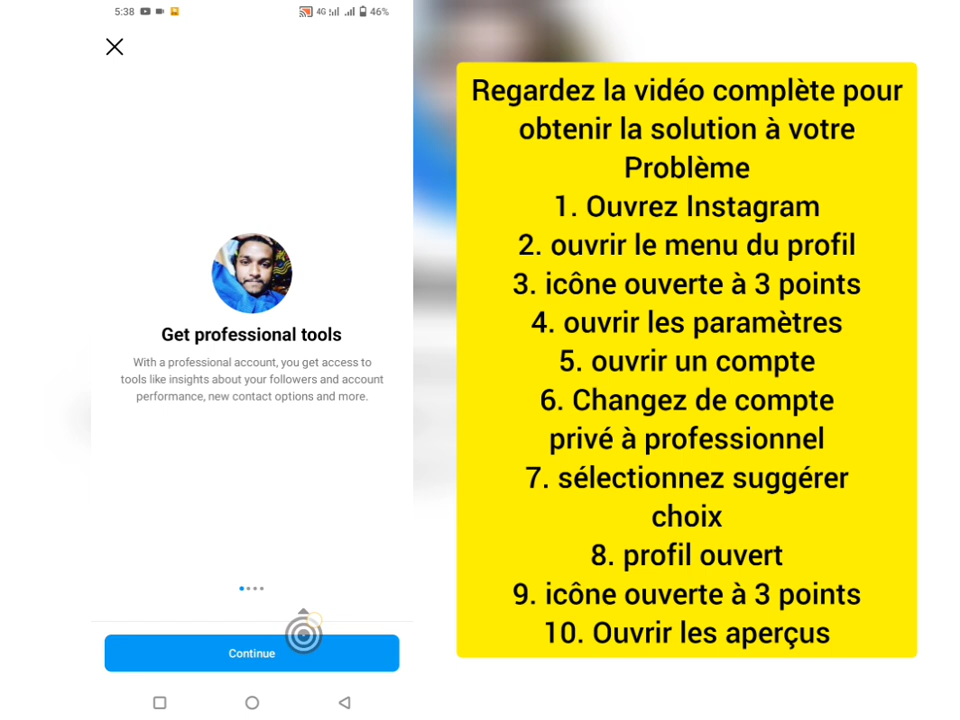 5:38
4G
46%
Get professional tools
With a professional account, you get access to
tools like insights about your followers and account
performance, new contact options and more.
Continue
Regardez la vidéo complète pour
obtenir la solution à votre
Problème
1. Ouvrez Instagram
2. ouvrir le menu du profil
3. icône ouverte à 3 points
4. ouvrir les paramètres
5. ouvrir un compte
6. Changez de compte
privé à professionnel
7. sélectionnez suggérer
choix
8. profil ouvert
9. icône ouverte à 3 points
10. Ouvrir les aperçus